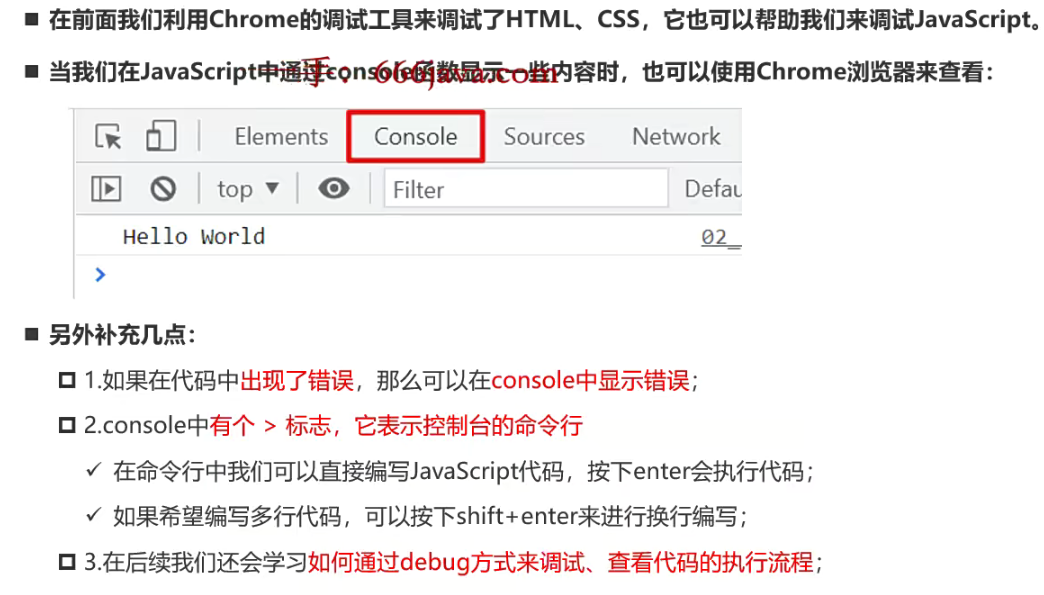 在前面我们利用Chrome的调试工具来调试了HTML、CSS，它也可以帮助我们来调试JavaScript。
当我们在JavaScript中通过console函数显示一些内容时，也可以使用Chrome浏览器来查看：
一手：666java.com
Elements Console Sources Network
top ▼ Filter Defau
Hello World 02_
>
另外补充几点：
1.如果在代码中出现了错误，那么可以在console中显示错误；
2.console中有个 > 标志，它表示控制台的命令行
✓ 在命令行中我们可以直接编写JavaScript代码，按下enter会执行代码；
✓ 如果希望编写多行代码，可以按下shift+enter来进行换行编写；
3.在后续我们还会学习如何通过debug方式来调试、查看代码的执行流程；